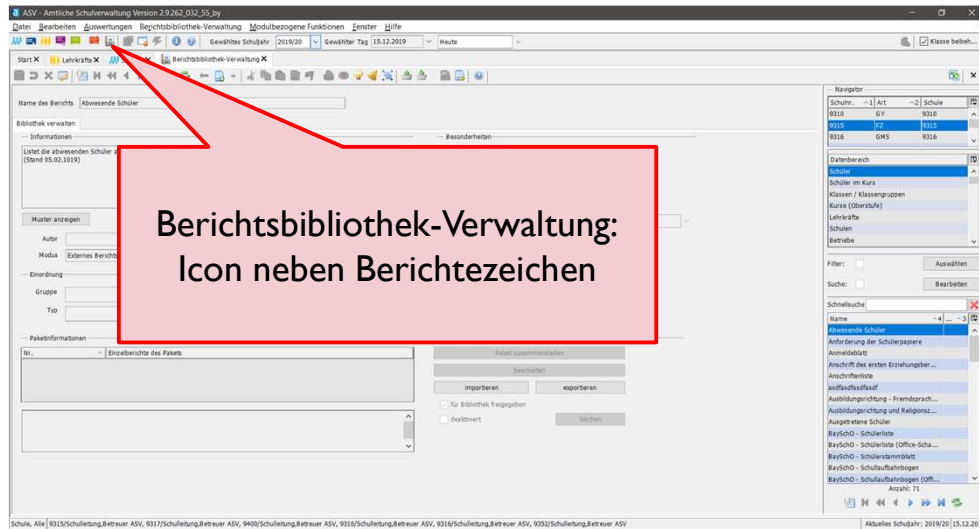 ASV - Amtliche Schulverwaltung Version 2.9.262_032_55_by
Datei Bearbeiten Auswertungen Berichtsbibliothek-Verwaltung Modulbezogene Funktionen Fenster Hilfe
Gewähltes Schuljahr 2019/20 Gewählter Tag 15.12.2019 Heute Klasse beibeh...
Start X Lehrkräfte X Berichtsbibliothek-Verwaltung X
Name des Berichts Abwesende Schüler
Bibliothek verwalten
Informationen
Listet die abwesenden Schüler
(Stand 05.02.1019)
Besonderheiten
Muster anzeigen
Autor
Modus Externes Berichts
Einordnung
Gruppe
Typ
Berichtsbibliothek-Verwaltung:
Icon neben Berichtezeichen
Paketinformationen
Nr. Einzelberichte des Pakets
Paket zusammenstellen
Bearbeiten
importieren exportieren
für Bibliothek freigegeben
deaktiviert löschen
Navigator
Schulnr. 1 Art 2 Schule
9310 GY 9310
9315 FZ 9315
9316 GMS 9316
Datenbereich
Schüler
Schüler im Kurs
Klassen / Klassengruppen
Kurse (Oberstufe)
Lehrkräfte
Schulen
Betriebe
Filter: Auswählen
Suche: Bearbeiten
Schnellsuche
Name 4 ... 3
Abwesende Schüler
Anforderung der Schülerpapiere
Anmeldeblatt
Anschrift des ersten Erziehungsber...
Anschriftenliste
asdfasdfasdfasdf
Ausbildungsrichtung - Fremdsprach...
Ausbildungsrichtung und Religionsz...
Ausgetretene Schüler
BaySchO - Schülerliste
BaySchO - Schülerliste (Office-Scha...
BaySchO - Schülerstammblatt
BaySchO - Schullaufbahnbogen
BaySchO - Schullaufbahnbogen (Offi...
Anzahl: 71
Schule, Alle 9315/Schulleitung,Betreuer ASV, 9317/Schulleitung,Betreuer ASV, 9400/Schulleitung,Betreuer ASV, 9310/Schulleitung,Betreuer ASV, 9316/Schulleitung,Betreuer ASV, 9352/Schulleitung,Betreuer ASV Aktuelles Schuljahr: 2019/20 15.12.20